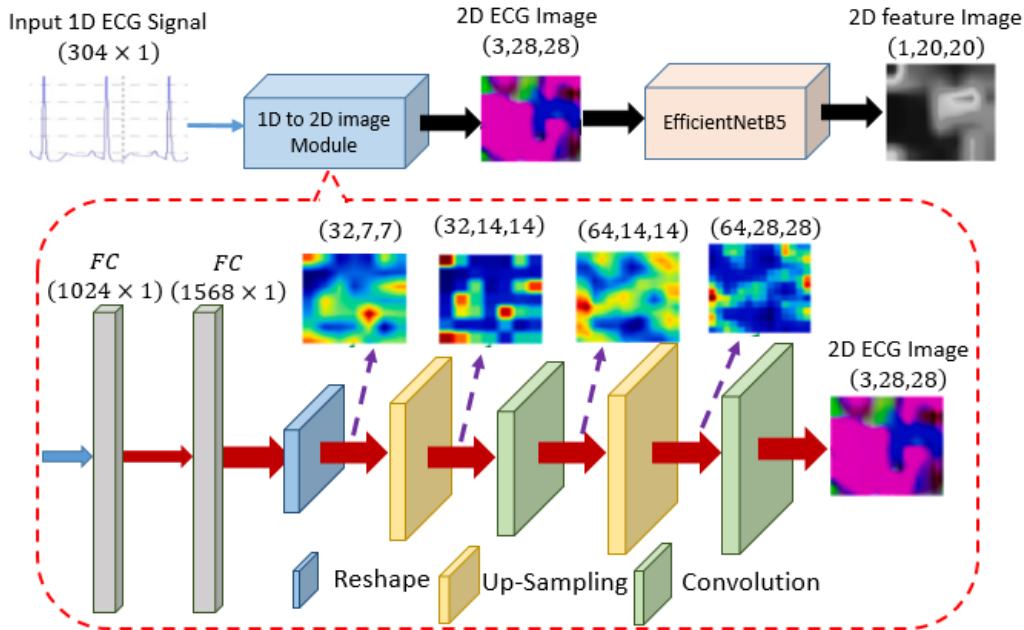 Input 1D ECG Signal
(304 × 1)
2D ECG Image
(3,28,28)
2D feature Image
(1,20,20)
1D to 2D image
Module
EfficientNetB5
(32,7,7)
(32,14,14)
(64,14,14)
(64,28,28)
FC
(1024 × 1)
FC
(1568 × 1)
2D ECG Image
(3,28,28)
Reshape
Up-Sampling
Convolution